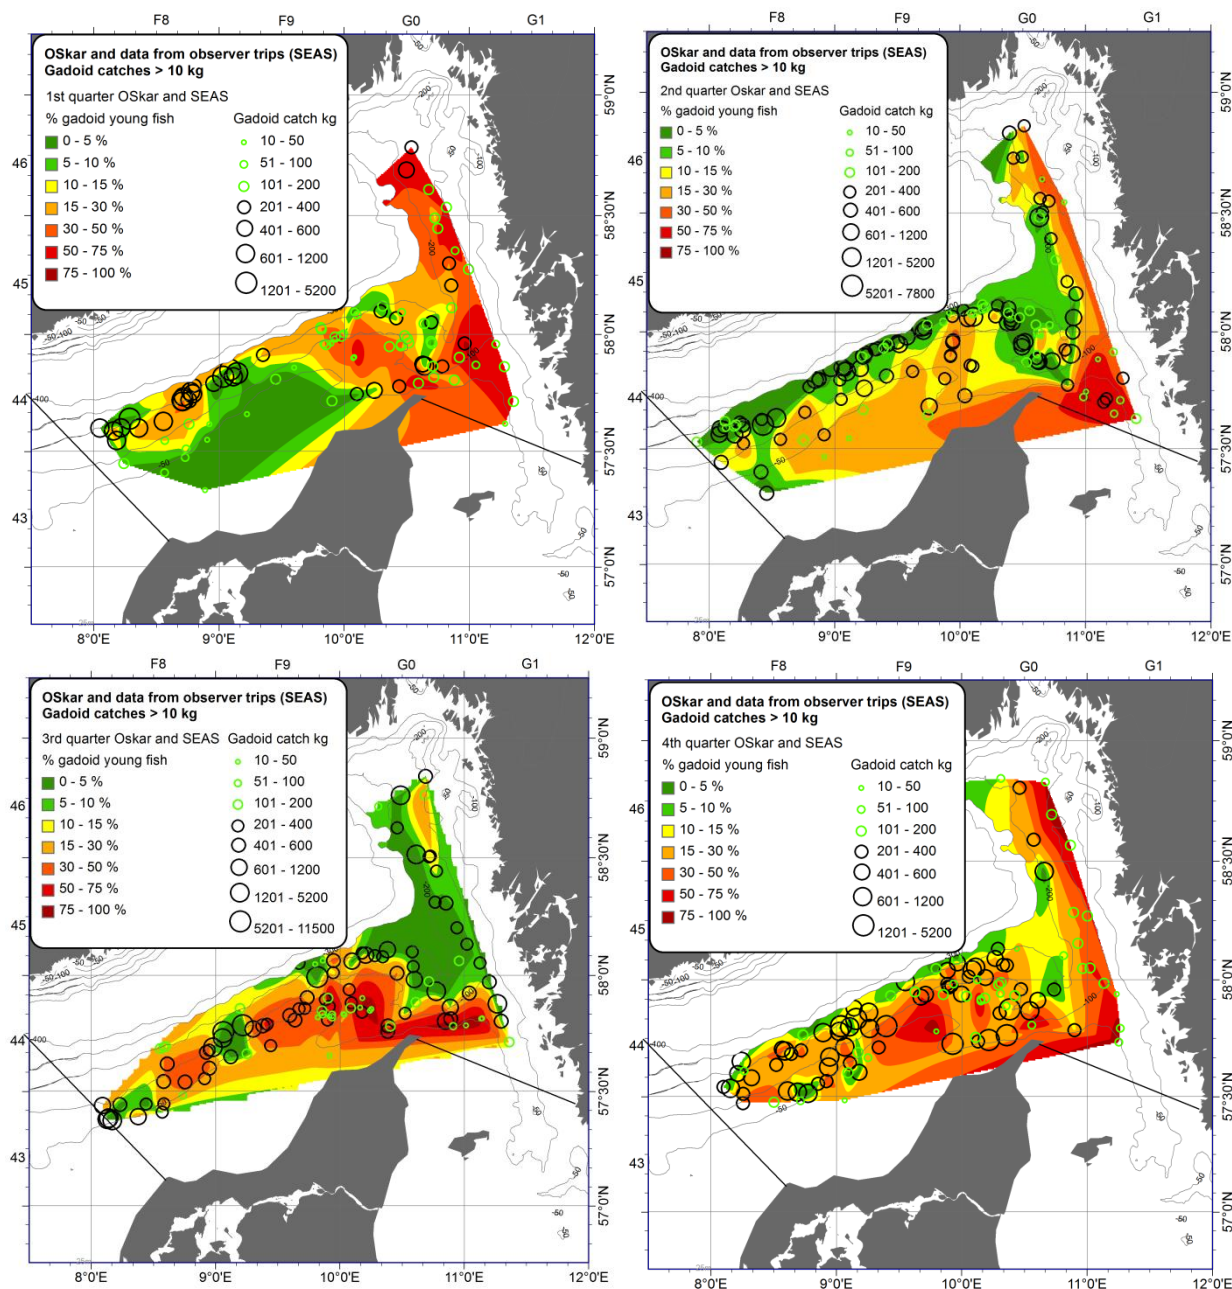 F8 F9 G0 G1
OSkar and data from observer trips (SEAS)
Gadoid catches > 10 kg
1st quarter OSkar and SEAS
% gadoid young fish
Gadoid catch kg
0 - 5 %
5 - 10 %
10 - 15 %
15 - 30 %
30 - 50 %
50 - 75 %
75 - 100 %
10 - 50
51 - 100
101 - 200
201 - 400
401 - 600
601 - 1200
1201 - 5200
46
45
44
43
59°0'N
58°30'N
58°0'N
57°30'N
57°0'N
8°0'E 9°0'E 10°0'E 11°0'E 12°0'E
F8 F9 G0 G1
OSkar and data from observer trips (SEAS)
Gadoid catches > 10 kg
2nd quarter OSkar and SEAS
% gadoid young fish
Gadoid catch kg
0 - 5 %
5 - 10 %
10 - 15 %
15 - 30 %
30 - 50 %
50 - 75 %
75 - 100 %
10 - 50
51 - 100
101 - 200
201 - 400
401 - 600
601 - 1200
1201 - 5200
5201 - 7800
46
45
44
43
59°0'N
58°30'N
58°0'N
57°30'N
57°0'N
8°0'E 9°0'E 10°0'E 11°0'E 12°0'E
F8 F9 G0 G1
OSkar and data from observer trips (SEAS)
Gadoid catches > 10 kg
3rd quarter Oskar and SEAS
Gadoid catch kg
% gadoid young fish
0 - 5 %
5 - 10 %
10 - 15 %
15 - 30 %
30 - 50 %
50 - 75 %
75 - 100 %
10 - 50
51 - 100
101 - 200
201 - 400
401 - 600
601 - 1200
1201 - 5200
5201 - 11500
46
45
44
43
59°0'N
58°30'N
58°0'N
57°30'N
57°0'N
8°0'E 9°0'E 10°0'E 11°0'E 12°0'E
F8 F9 G0 G1
OSkar and data from observer trips (SEAS)
Gadoid catches > 10 kg
4th quarter OSkar and SEAS
% gadoid young fish
Gadoid catch kg
0 - 5 %
5 - 10 %
10 - 15 %
15 - 30 %
30 - 50 %
50 - 75 %
75 - 100 %
10 - 50
51 - 100
101 - 200
201 - 400
401 - 600
601 - 1200
1201 - 5200
46
45
44
43
59°0'N
58°30'N
58°0'N
57°30'N
57°0'N
8°0'E 9°0'E 10°0'E 11°0'E 12°0'E